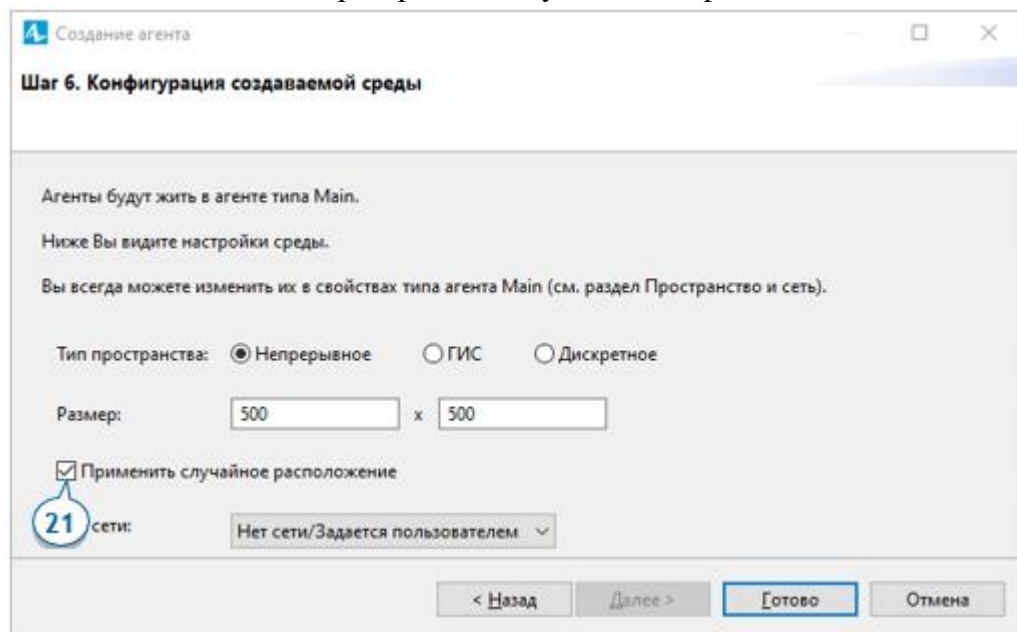 Создание агента
Шаг 6. Конфигурация создаваемой среды
Агенты будут жить в агенте типа Main.
Ниже Вы видите настройки среды.
Вы всегда можете изменить их в свойствах типа агента Main (см. раздел Пространство и сеть).
Тип пространства: Непрерывное ГИС Дискретное
Размер: 500 x 500
Применить случайное расположение
21 сети: Нет сети/Задается пользователем
< Назад Далее > Готово Отмена